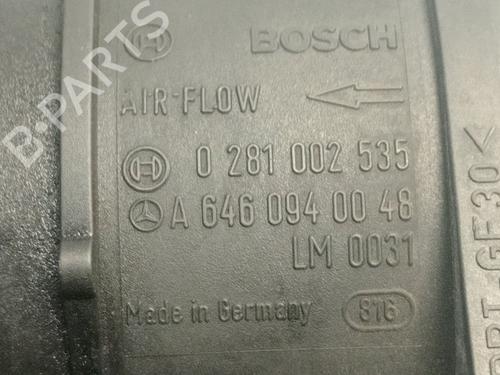 BOSCH
AIR-FLOW
0 281 002 535
A 646 094 00 48
LM 0031
Made in Germany 816
B-PARTS